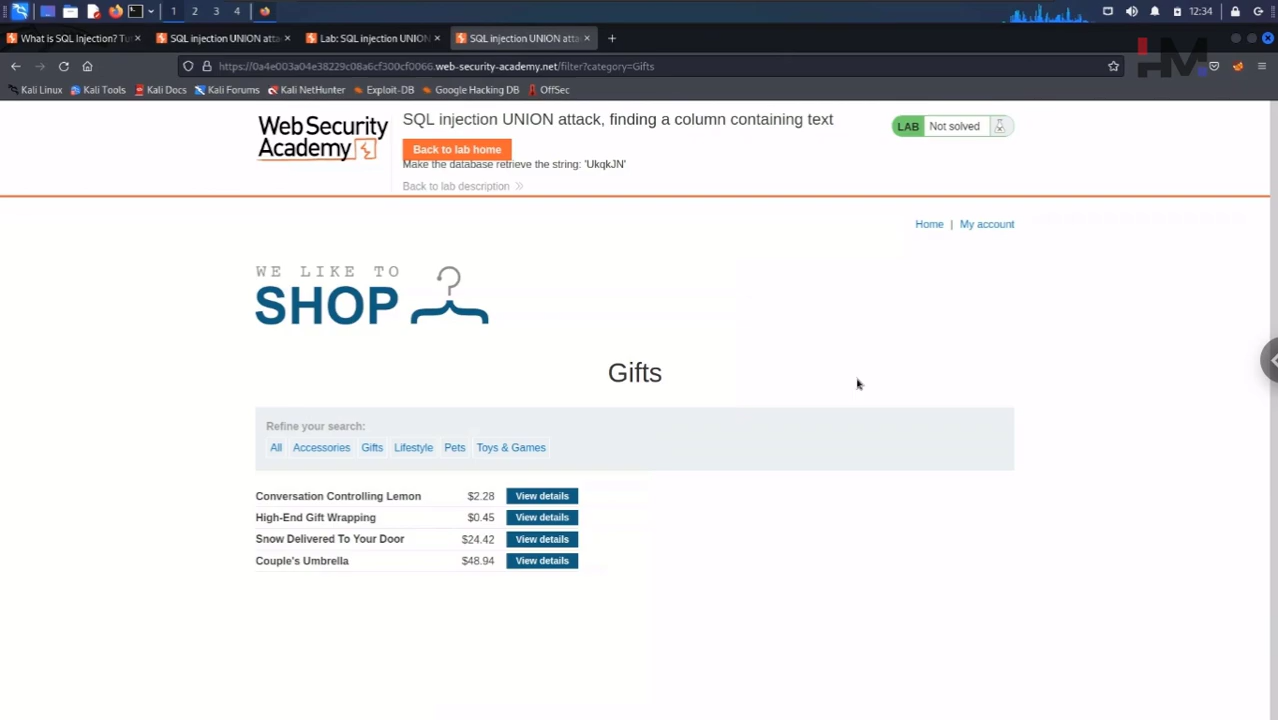 1 2 3 4 12:34
What is SQL Injection? Tu × SQL injection UNION atta × Lab: SQL injection UNION × SQL injection UNION atta × +
HM
https://0a4e003a04e38229c08a6cf300cf0066.web-security-academy.net/filter?category=Gifts
Kali Linux Kali Tools Kali Docs Kali Forums Kali NetHunter Exploit-DB Google Hacking DB OffSec
Web Security Academy
SQL injection UNION attack, finding a column containing text
LAB Not solved
Back to lab home
Make the database retrieve the string: 'UkqkJN'
Back to lab description >>
Home | My account
WE LIKE TO
SHOP
Gifts
Refine your search:
All Accessories Gifts Lifestyle Pets Toys & Games
Conversation Controlling Lemon $2.28 View details
High-End Gift Wrapping $0.45 View details
Snow Delivered To Your Door $24.42 View details
Couple's Umbrella $48.94 View details